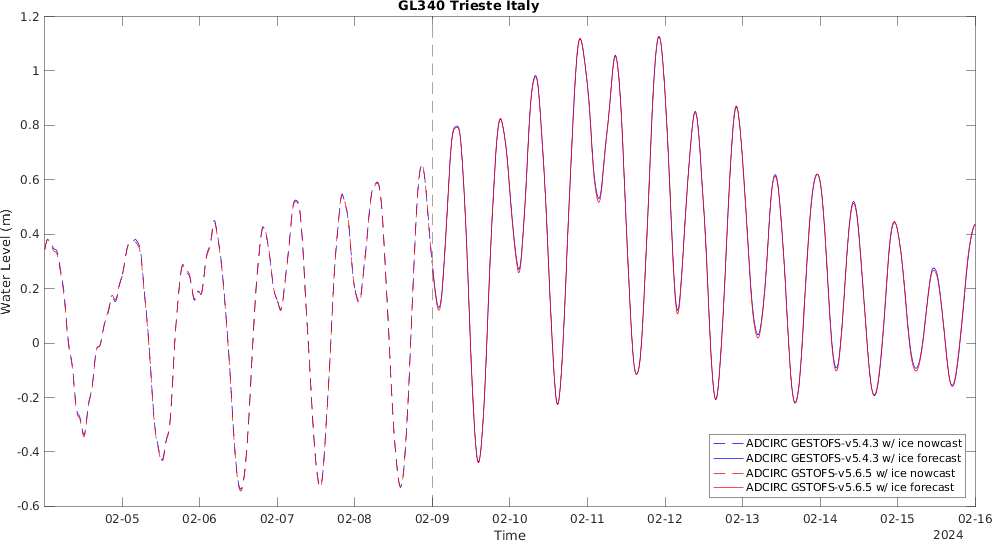 GL340 Trieste Italy
1.2
1
0.8
0.6
0.4
0.2
0
-0.2
-0.4
-0.6
Water Level (m)
ADCIRC GESTOFS-v5.4.3 w/ ice nowcast
ADCIRC GESTOFS-v5.4.3 w/ ice forecast
ADCIRC GSTOFS-v5.6.5 w/ ice nowcast
ADCIRC GSTOFS-v5.6.5 w/ ice forecast
02-05 02-06 02-07 02-08 02-09 02-10 02-11 02-12 02-13 02-14 02-15 02-16
Time
2024